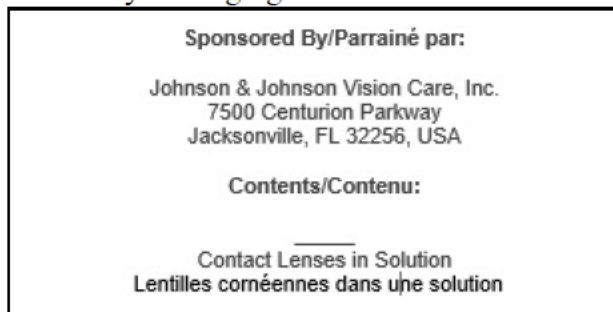 Sponsored By/Parrainé par:
Johnson & Johnson Vision Care, Inc.
7500 Centurion Parkway
Jacksonville, FL 32256, USA
Contents/Contenu:
_____
Contact Lenses in Solution
Lentilles cornéennes dans une solution